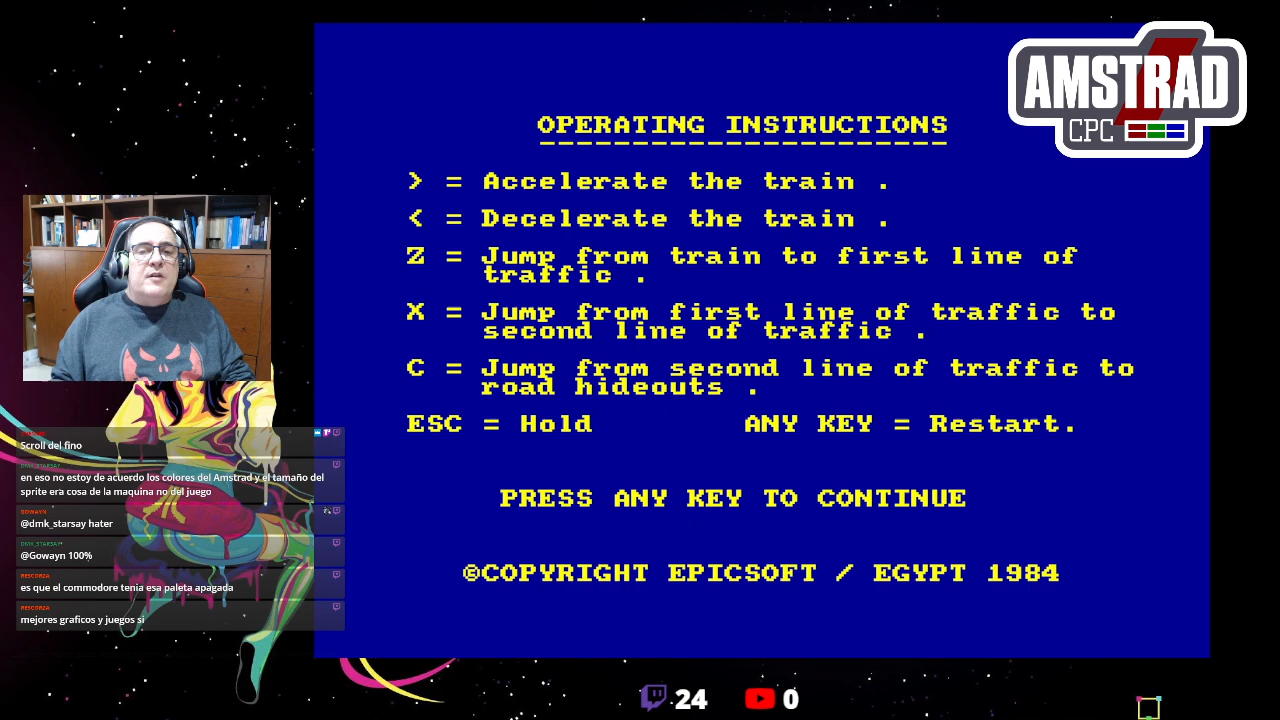 AMSTRAD
CPC
OPERATING INSTRUCTIONS
----------------------
> = Accelerate the train .
< = Decelerate the train .
Z = Jump from train to first line of
traffic .
X = Jump from first line of traffic to
second line of traffic .
C = Jump from second line of traffic to
road hideouts .
ESC = Hold ANY KEY = Restart.
PRESS ANY KEY TO CONTINUE
©COPYRIGHT EPICSOFT / EGYPT 1984
Scroll del fino
DMK_STARSAY
en eso no estoy de acuerdo los colores del Amstrad y el tamaño del
sprite era cosa de la maquina no del juego
GOWAYN
@dmk_starsay hater
DMK_STARSAY
@Gowayn 100%
RESCORZA
es que el commodore tenia esa paleta apagada
RESCORZA
mejores graficos y juegos si
24
0